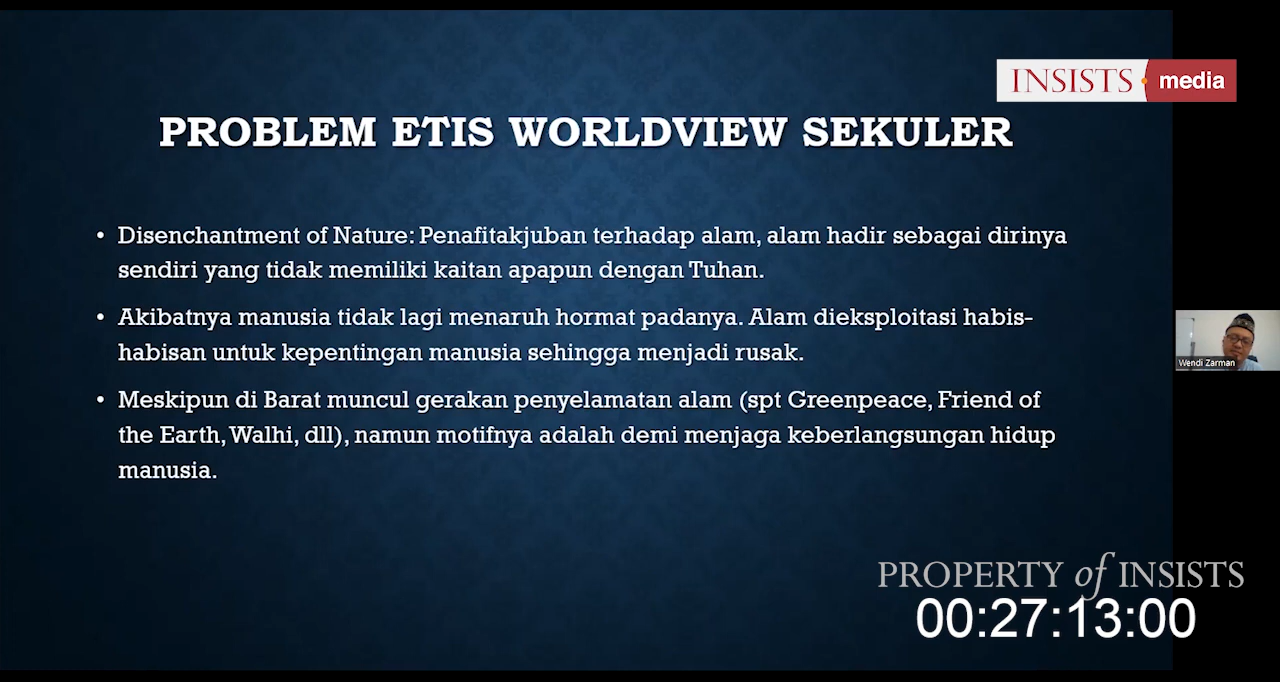 INSISTS media
PROBLEM ETIS WORLDVIEW SEKULER
• Disenchantment of Nature: Penafitakjuban terhadap alam, alam hadir sebagai dirinya
sendiri yang tidak memiliki kaitan apapun dengan Tuhan.
• Akibatnya manusia tidak lagi menaruh hormat padanya. Alam dieksploitasi habis-
habisan untuk kepentingan manusia sehingga menjadi rusak.
• Meskipun di Barat muncul gerakan penyelamatan alam (spt Greenpeace, Friend of
the Earth, Walhi, dll), namun motifnya adalah demi menjaga keberlangsungan hidup
manusia.
Wendi Zarman
PROPERTY of INSISTS
00:27:13:00